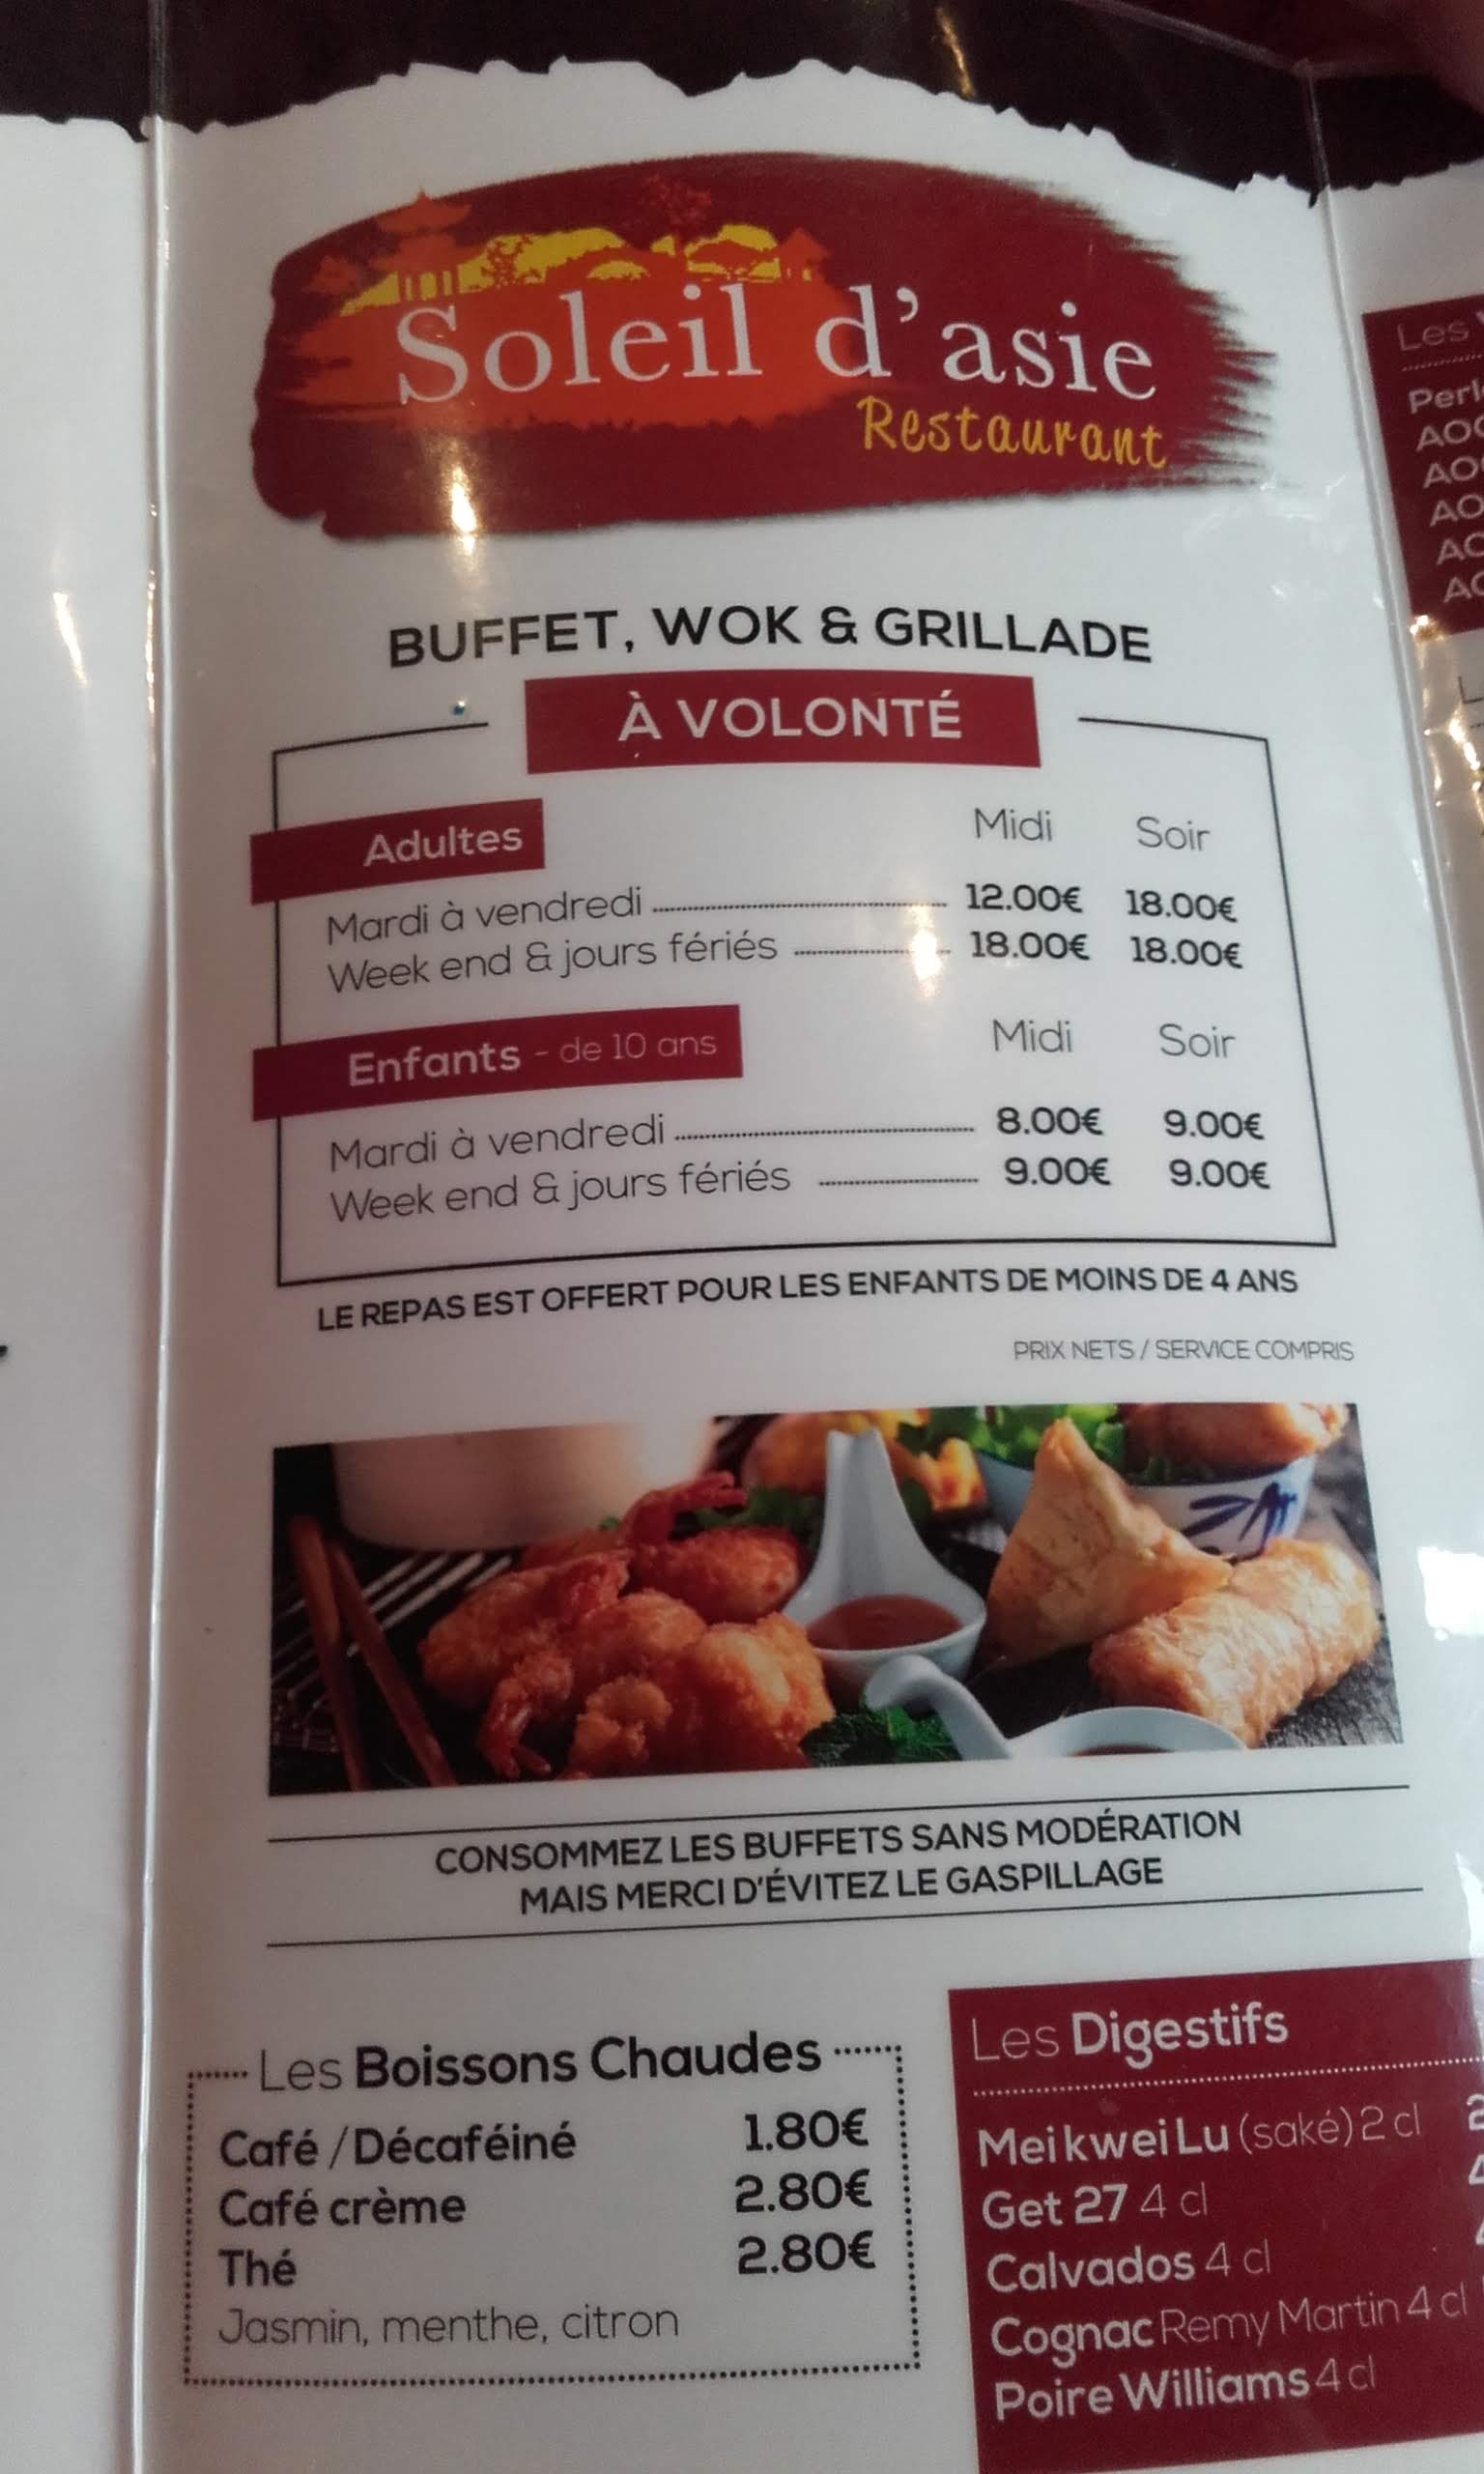 Soleil d'asie
Restaurant
BUFFET, WOK & GRILLADE
À VOLONTÉ
Adultes Midi Soir
Mardi à vendredi 12.00€ 18.00€
Week end & jours fériés 18.00€ 18.00€
Enfants - de 10 ans Midi Soir
Mardi à vendredi 8.00€ 9.00€
Week end & jours fériés 9.00€ 9.00€
LE REPAS EST OFFERT POUR LES ENFANTS DE MOINS DE 4 ANS
PRIX NETS / SERVICE COMPRIS
CONSOMMEZ LES BUFFETS SANS MODÉRATION
MAIS MERCI D'ÉVITEZ LE GASPILLAGE
Les Boissons Chaudes
Café / Décaféiné 1.80€
Café crème 2.80€
Thé 2.80€
Jasmin, menthe, citron
Les Digestifs
Mei kwei Lu (saké) 2 cl
Get 27 4 cl
Calvados 4 cl
Cognac Remy Martin 4 cl
Poire Williams 4 cl
Les